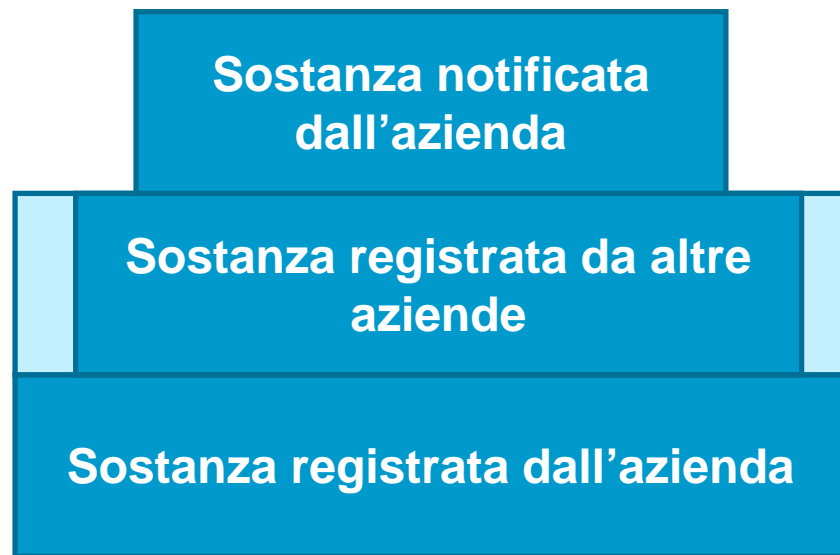 Sostanza notificata
dall’azienda
Sostanza registrata da altre
aziende
Sostanza registrata dall’azienda